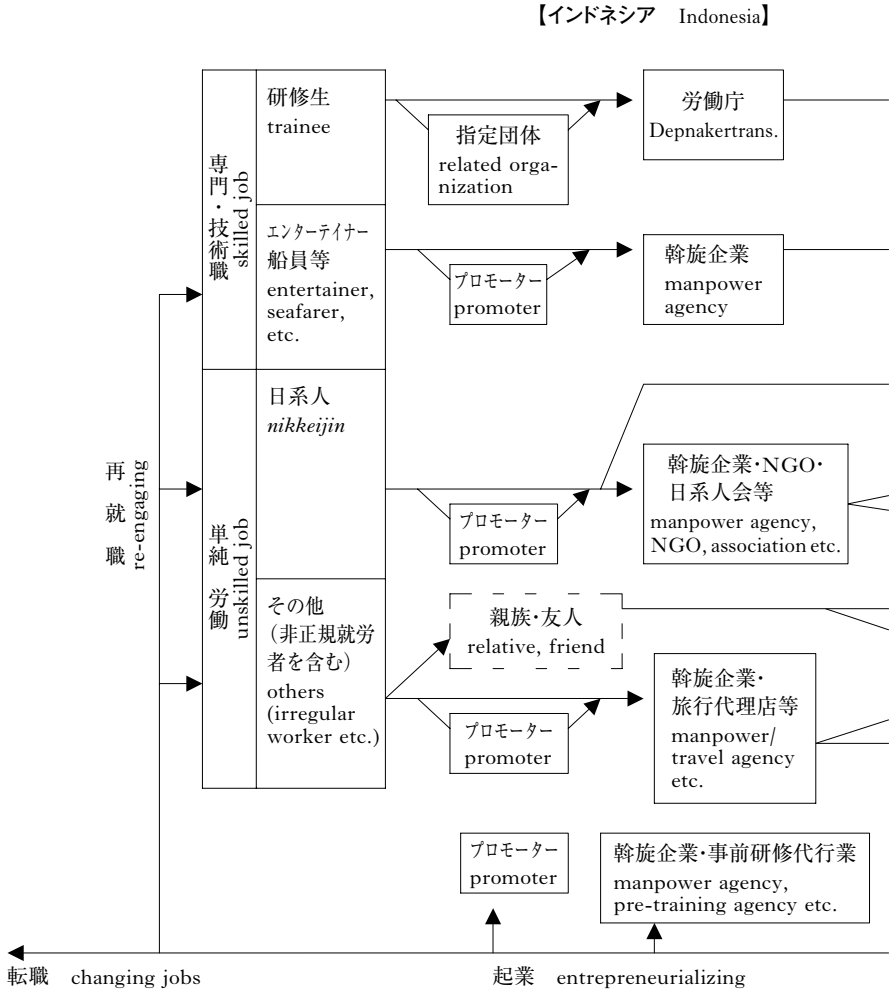 【インドネシア Indonesia】
専門・技術職
skilled job
研修生
trainee
指定団体
related orga-
nization
労働庁
Depnakertrans.
エンターテイナー
船員等
entertainer,
seafarer,
etc.
プロモーター
promoter
斡旋企業
manpower
agency
再就職
re-engaging
単純 労働
unskilled job
日系人
nikkeijin
プロモーター
promoter
斡旋企業・NGO・
日系人会等
manpower agency,
NGO, association etc.
その他
（非正規就労
者を含む）
others
(irregular
worker etc.)
親族・友人
relative, friend
プロモーター
promoter
斡旋企業・
旅行代理店等
manpower/
travel agency
etc.
プロモーター
promoter
斡旋企業・事前研修代行業
manpower agency,
pre-training agency etc.
転職 changing jobs
起業 entrepreneurializing